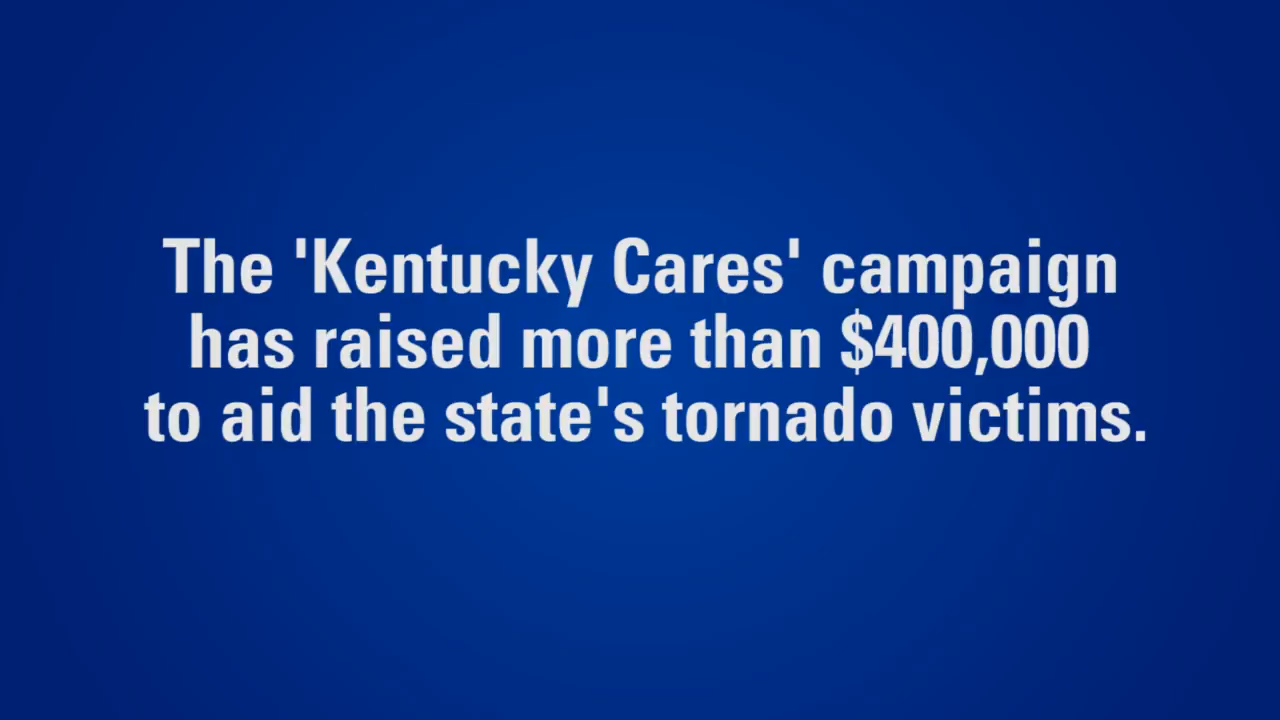 The 'Kentucky Cares' campaign
has raised more than $400,000
to aid the state's tornado victims.